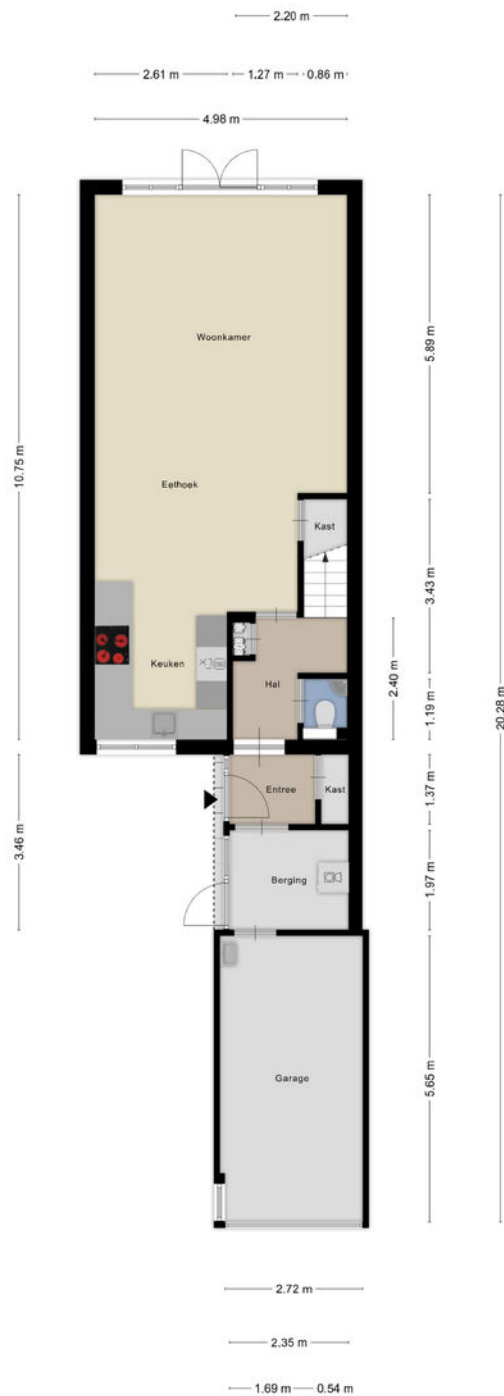 2.20 m
2.61 m
1.27 m
0.86 m
4.98 m
Woonkamer
5.89 m
10.75 m
Eethoek
Kast
3.43 m
Keuken
Hal
2.40 m
1.19 m
20.28 m
Entree
Kast
1.37 m
3.46 m
Berging
1.97 m
Garage
5.65 m
2.72 m
2.35 m
1.69 m
0.54 m